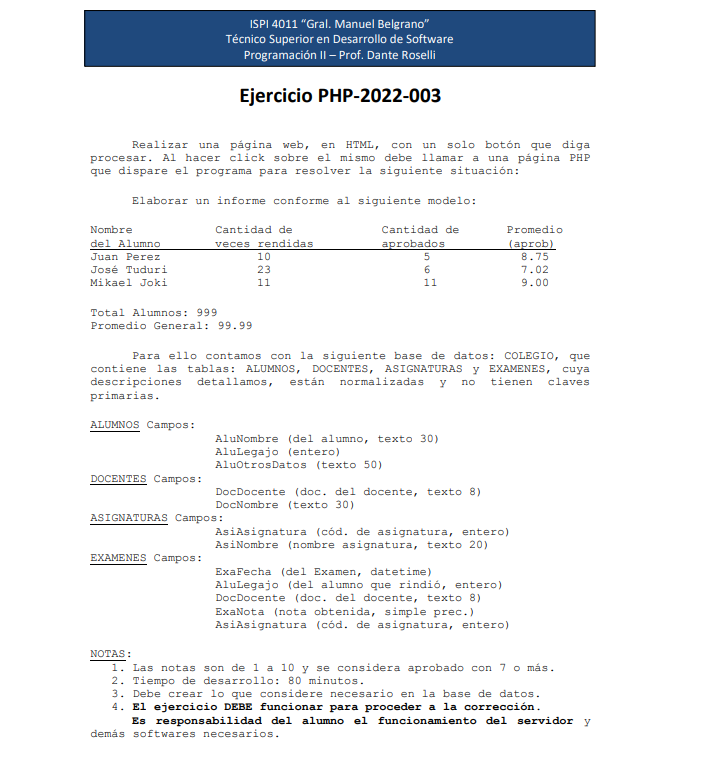 ISPI 4011 “Gral. Manuel Belgrano”
Técnico Superior en Desarrollo de Software
Programación II – Prof. Dante Roselli
Ejercicio PHP-2022-003
Realizar una página web, en HTML, con un solo botón que diga
procesar. Al hacer click sobre el mismo debe llamar a una página PHP
que dispare el programa para resolver la siguiente situación:
Elaborar un informe conforme al siguiente modelo:
Nombre Cantidad de Cantidad de Promedio
del Alumno veces rendidas aprobados (aprob)
Juan Perez 10 5 8.75
José Tuduri 23 6 7.02
Mikael Joki 11 11 9.00
Total Alumnos: 999
Promedio General: 99.99
Para ello contamos con la siguiente base de datos: COLEGIO, que
contiene las tablas: ALUMNOS, DOCENTES, ASIGNATURAS y EXAMENES, cuya
descripciones detallamos, están normalizadas y no tienen claves
primarias.
ALUMNOS Campos:
AluNombre (del alumno, texto 30)
AluLegajo (entero)
AluOtrosDatos (texto 50)
DOCENTES Campos:
DocDocente (doc. del docente, texto 8)
DocNombre (texto 30)
ASIGNATURAS Campos:
AsiAsignatura (cód. de asignatura, entero)
AsiNombre (nombre asignatura, texto 20)
EXAMENES Campos:
ExaFecha (del Examen, datetime)
AluLegajo (del alumno que rindió, entero)
DocDocente (doc. del docente, texto 8)
ExaNota (nota obtenida, simple prec.)
AsiAsignatura (cód. de asignatura, entero)
NOTAS:
1. Las notas son de 1 a 10 y se considera aprobado con 7 o más.
2. Tiempo de desarrollo: 80 minutos.
3. Debe crear lo que considere necesario en la base de datos.
4. El ejercicio DEBE funcionar para proceder a la corrección.
Es responsabilidad del alumno el funcionamiento del servidor y
demás softwares necesarios.